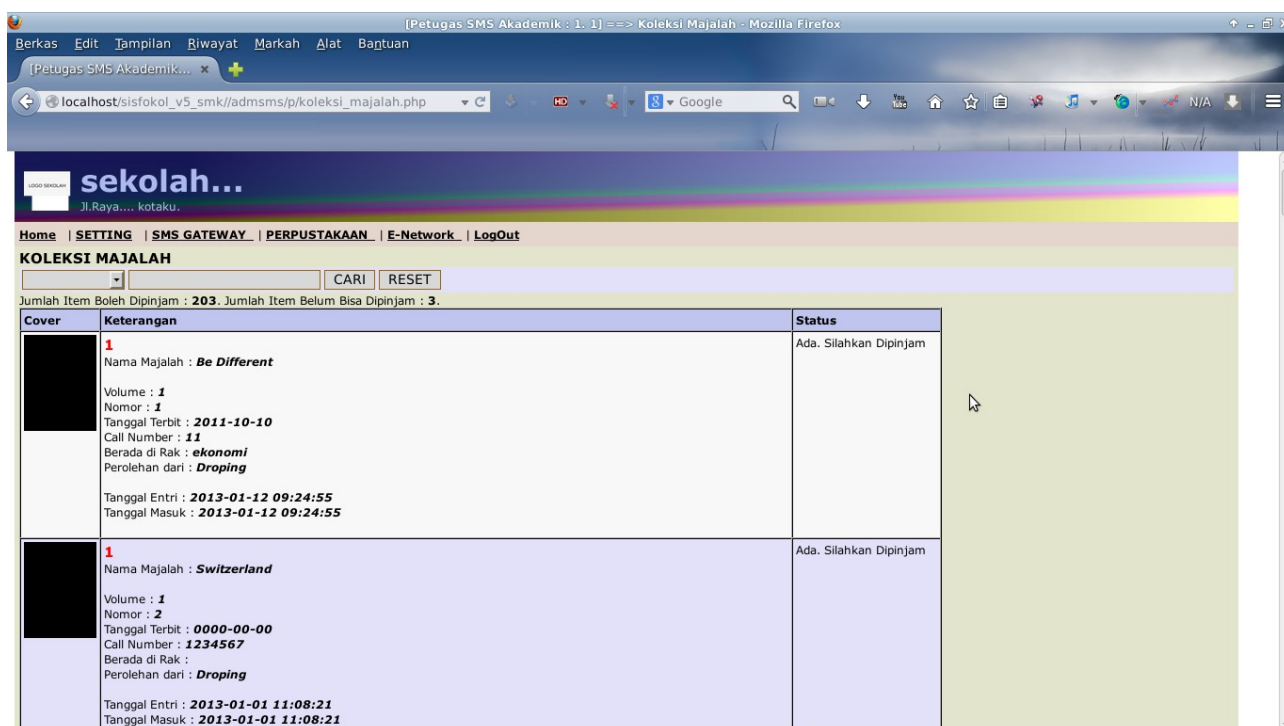 [Petugas SMS Akademik : 1. 1] ==> Koleksi Majalah - Mozilla Firefox
Berkas Edit Tampilan Riwayat Markah Alat Bantuan
[Petugas SMS Akademik... ×
localhost/sisfokol_v5_smk//admsms/p/koleksi_majalah.php HD 8 Google You Tube N/A
LOGO SEKOLAH
sekolah...
Jl.Raya.... kotaku.
Home | SETTING | SMS GATEWAY | PERPUSTAKAAN | E-Network | LogOut
KOLEKSI MAJALAH
CARI RESET
Jumlah Item Boleh Dipinjam : 203. Jumlah Item Belum Bisa Dipinjam : 3.
Cover Keterangan Status
1 Ada. Silahkan Dipinjam
Nama Majalah : Be Different
Volume : 1
Nomor : 1
Tanggal Terbit : 2011-10-10
Call Number : 11
Berada di Rak : ekonomi
Perolehan dari : Droping
Tanggal Entri : 2013-01-12 09:24:55
Tanggal Masuk : 2013-01-12 09:24:55
1 Ada. Silahkan Dipinjam
Nama Majalah : Switzerland
Volume : 1
Nomor : 2
Tanggal Terbit : 0000-00-00
Call Number : 1234567
Berada di Rak :
Perolehan dari : Droping
Tanggal Entri : 2013-01-01 11:08:21
Tanggal Masuk : 2013-01-01 11:08:21